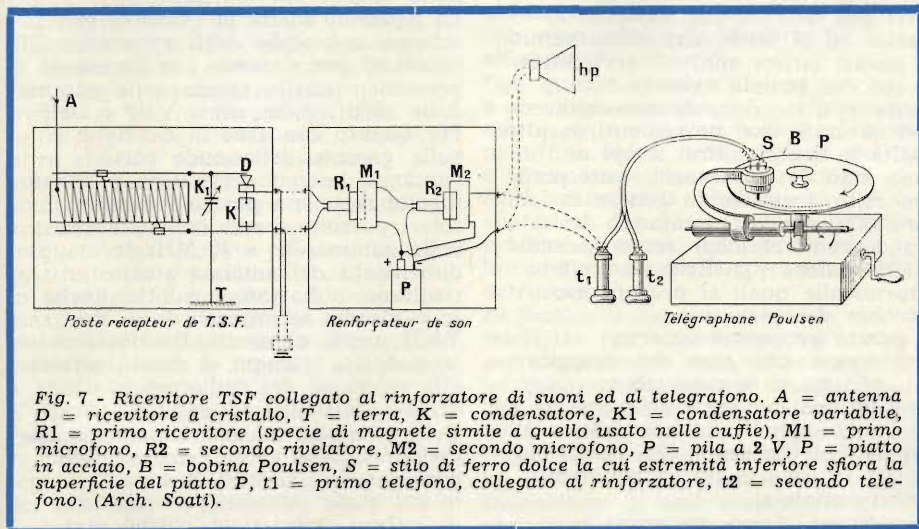 A
hp
D
K1
K
T
R1
M1
R2
M2
P
+
S
B
P
t1
t2
Poste récepteur de T.S.F.
Renforçateur de son
Télégraphone Poulsen
Fig. 7 - Ricevitore TSF collegato al rinforzatore di suoni ed al telegrafono. A = antenna
D = ricevitore a cristallo, T = terra, K = condensatore, K1 = condensatore variabile,
R1 = primo ricevitore (specie di magnete simile a quello usato nelle cuffie), M1 = primo
microfono, R2 = secondo rivelatore, M2 = secondo microfono, P = pila a 2 V, P = piatto
in acciaio, B = bobina Poulsen, S = stilo di ferro dolce la cui estremità inferiore sfiora la
superficie del piatto P, t1 = primo telefono, collegato al rinforzatore, t2 = secondo tele-
fono. (Arch. Soati).